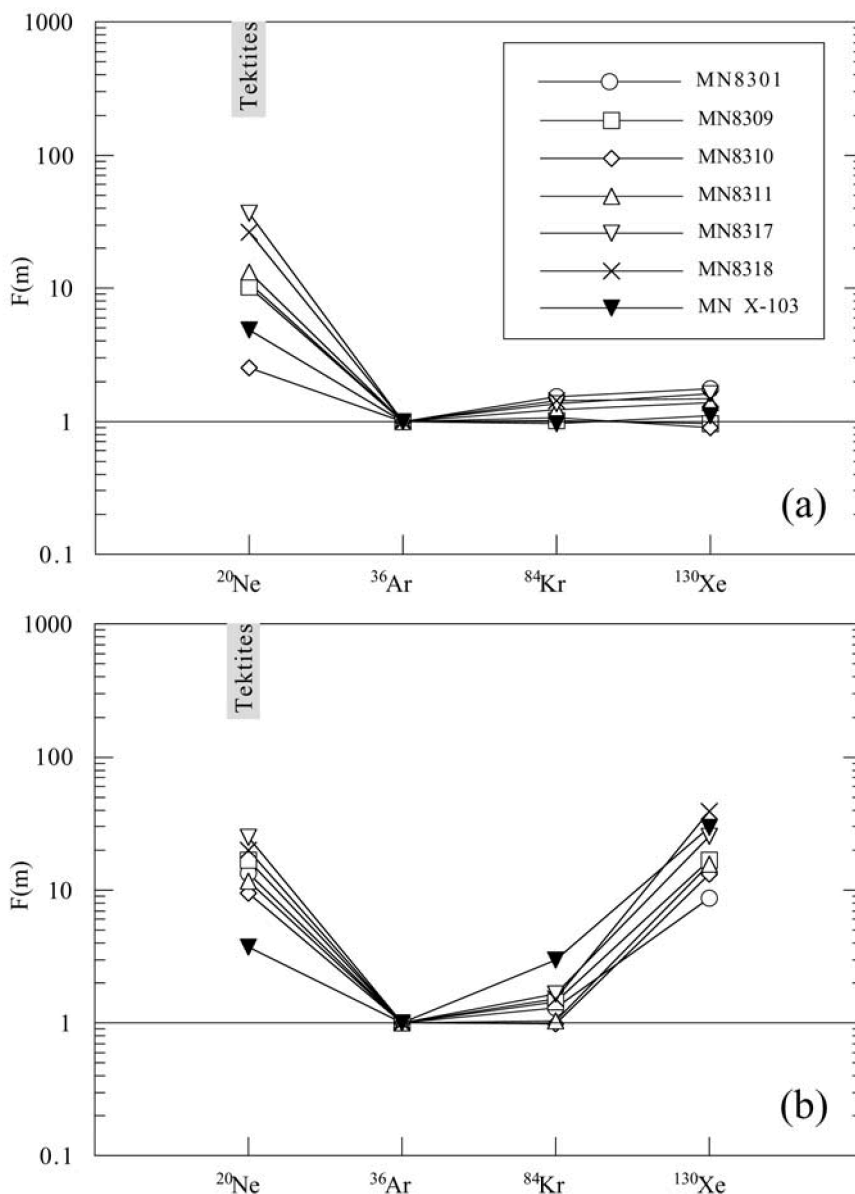 1000
Tektites
100
10
1
0.1
F(m)
MN8301
MN8309
MN8310
MN8311
MN8317
MN8318
MN X-103
(a)
20Ne
36Ar
84Kr
130Xe
1000
Tektites
100
10
1
0.1
F(m)
(b)
20Ne
36Ar
84Kr
130Xe